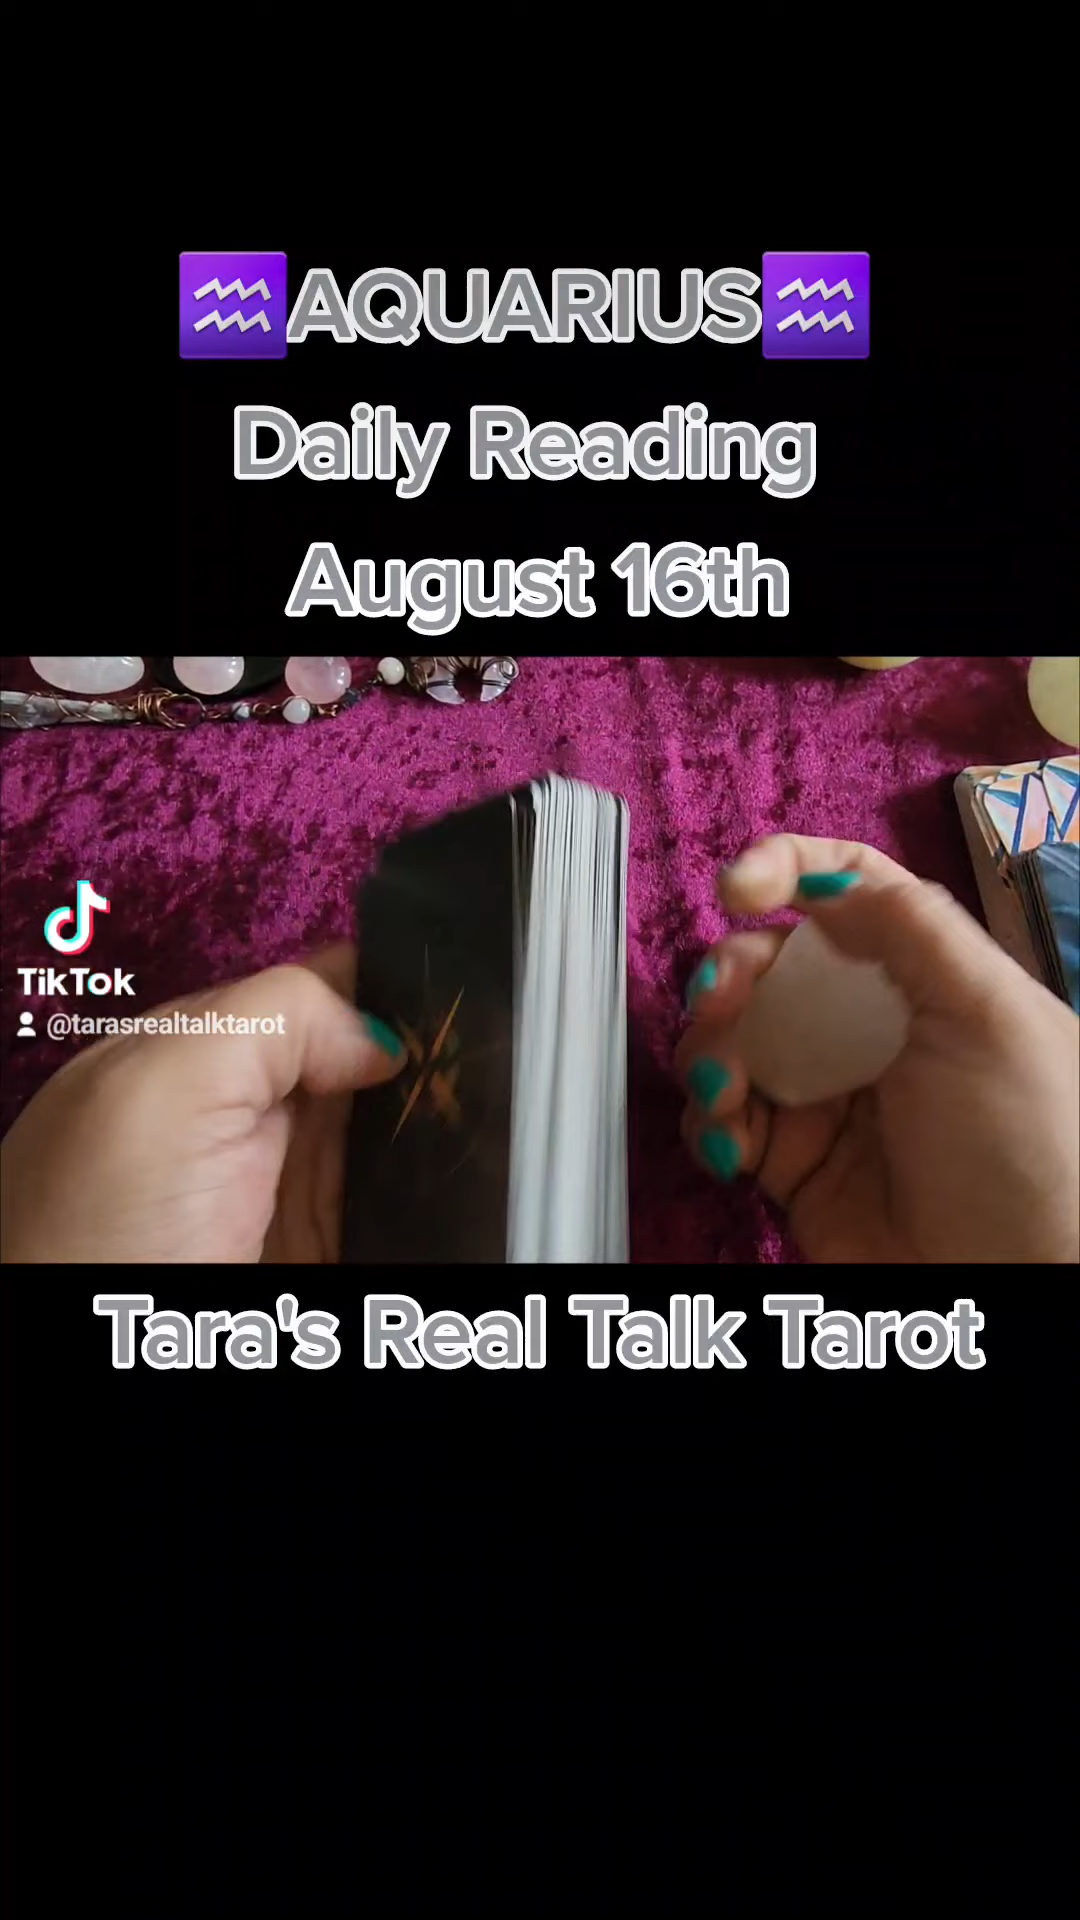 ♒AQUARIUS♒
Daily Reading
August 16th
TikTok
@tarasrealtalktarot
Tara's Real Talk Tarot